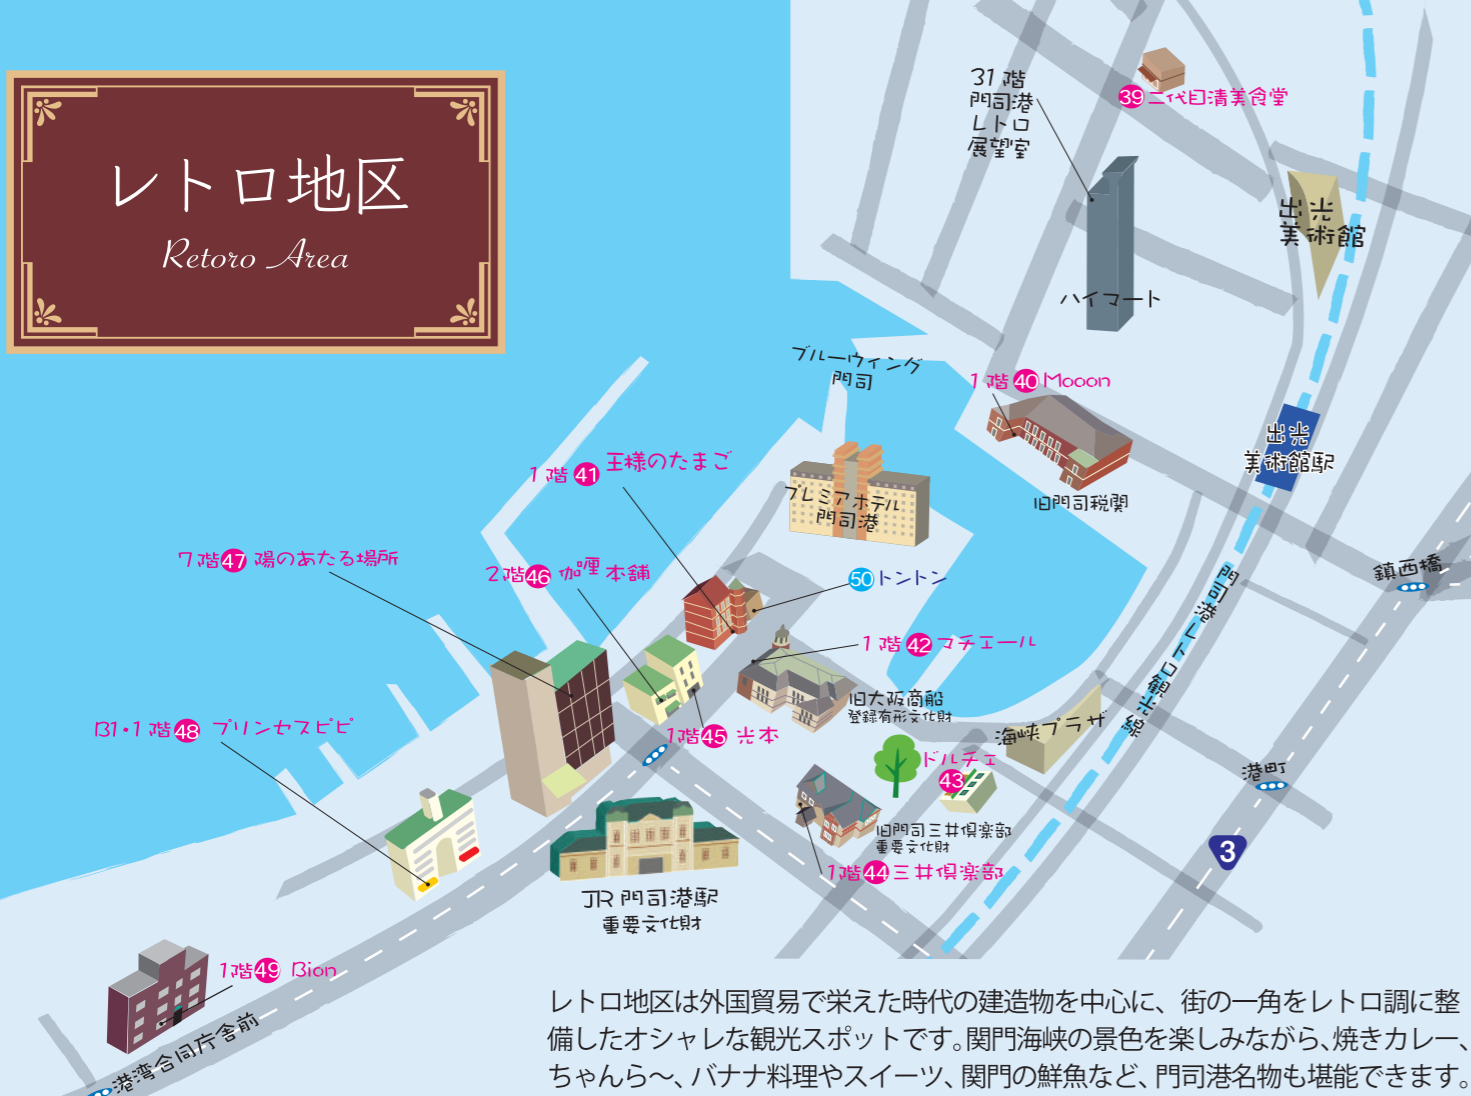 レトロ地区
Retoro Area
31階
門司港
レトロ
展望室
39 二代目清美食堂
出光
美術館
ハイマート
ブルーウィング
門司
1階 40 Mooon
旧門司税関
出光
美術館駅
1階 41 王様のたまご
プレミアホテル
門司港
7階 47 陽のあたる場所
2階 46 伽哩本舗
50 トントン
鎮西橋
門司港レトロ観光線
1階 42 マチエール
旧大阪商船
登録有形文化財
B1・1階 48 プリンセスピピ
1階 45 光本
海峡プラザ
ドルチェ
43
港町
旧門司三井倶楽部
重要文化財
1階 44 三井倶楽部
3
JR門司港駅
重要文化財
1階 49 Bion
港湾合同庁舎前
レトロ地区は外国貿易で栄えた時代の建造物を中心に、街の一角をレトロ調に整
備したオシャレな観光スポットです。関門海峡の景色を楽しみながら、焼きカレー、
ちゃんら〜、バナナ料理やスイーツ、関門の鮮魚など、門司港名物も堪能できます。